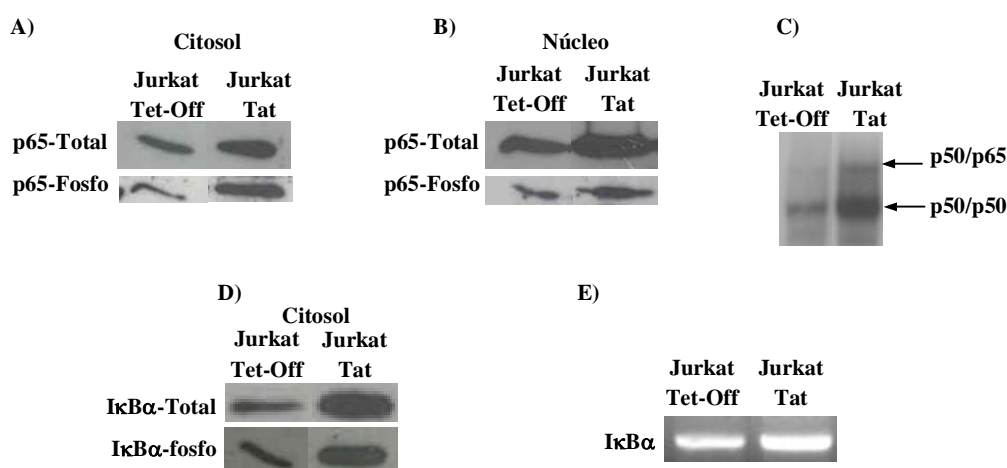 A)
Citosol
Jurkat Jurkat
Tet-Off Tat
p65-Total
p65-Fosfo
B)
Núcleo
Jurkat Jurkat
Tet-Off Tat
p65-Total
p65-Fosfo
C)
Jurkat Jurkat
Tet-Off Tat
p50/p65
p50/p50
D)
Citosol
Jurkat Jurkat
Tet-Off Tat
IκBα-Total
IκBα-fosfo
E)
Jurkat Jurkat
Tet-Off Tat
IκBα